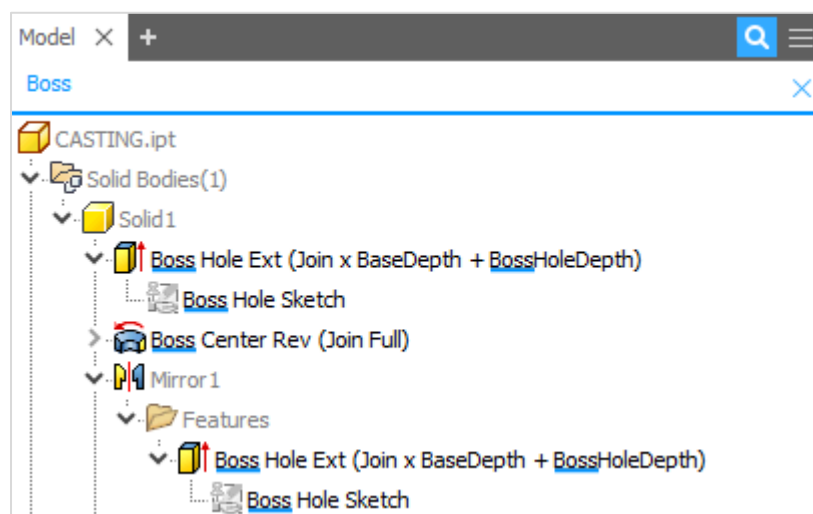 Model × +
Boss
CASTING.ipt
Solid Bodies(1)
Solid1
Boss Hole Ext (Join x BaseDepth + BossHoleDepth)
Boss Hole Sketch
Boss Center Rev (Join Full)
Mirror1
Features
Boss Hole Ext (Join x BaseDepth + BossHoleDepth)
Boss Hole Sketch